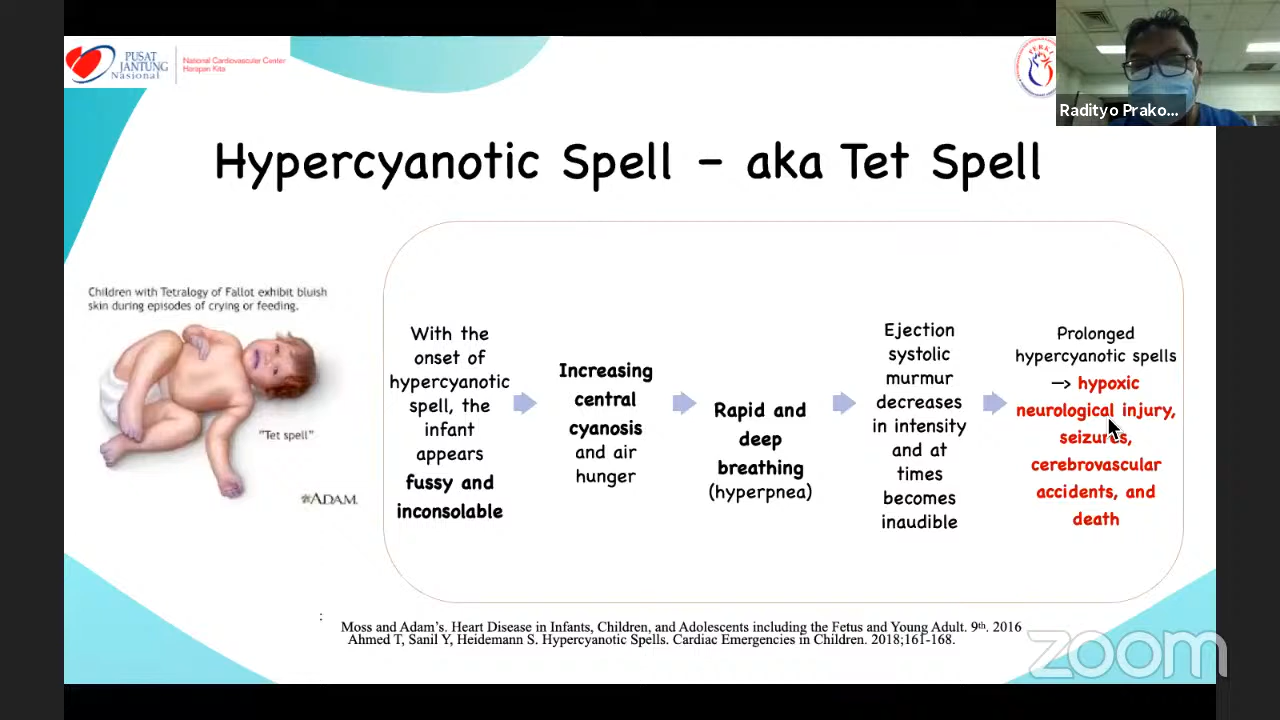 PUSAT
JANTUNG
Nasional
National Cardiovascular Center
Harapan Kita
PERKI
Radityo Prako...
Hypercyanotic Spell – aka Tet Spell
Children with Tetralogy of Fallot exhibit bluish
skin during episodes of crying or feeding.
"Tet spell"
ADAM.
With the
onset of
hypercyanotic
spell, the
infant
appears
fussy and
inconsolable
Increasing
central
cyanosis
and air
hunger
Rapid and
deep
breathing
(hyperpnea)
Ejection
systolic
murmur
decreases
in intensity
and at
times
becomes
inaudible
Prolonged
hypercyanotic spells
→ hypoxic
neurological injury,
seizures,
cerebrovascular
accidents, and
death
:
Moss and Adam's. Heart Disease in Infants, Children, and Adolescents including the Fetus and Young Adult. 9th. 2016
Ahmed T, Sanil Y, Heidemann S. Hypercyanotic Spells. Cardiac Emergencies in Children. 2018;161-168.
zoom